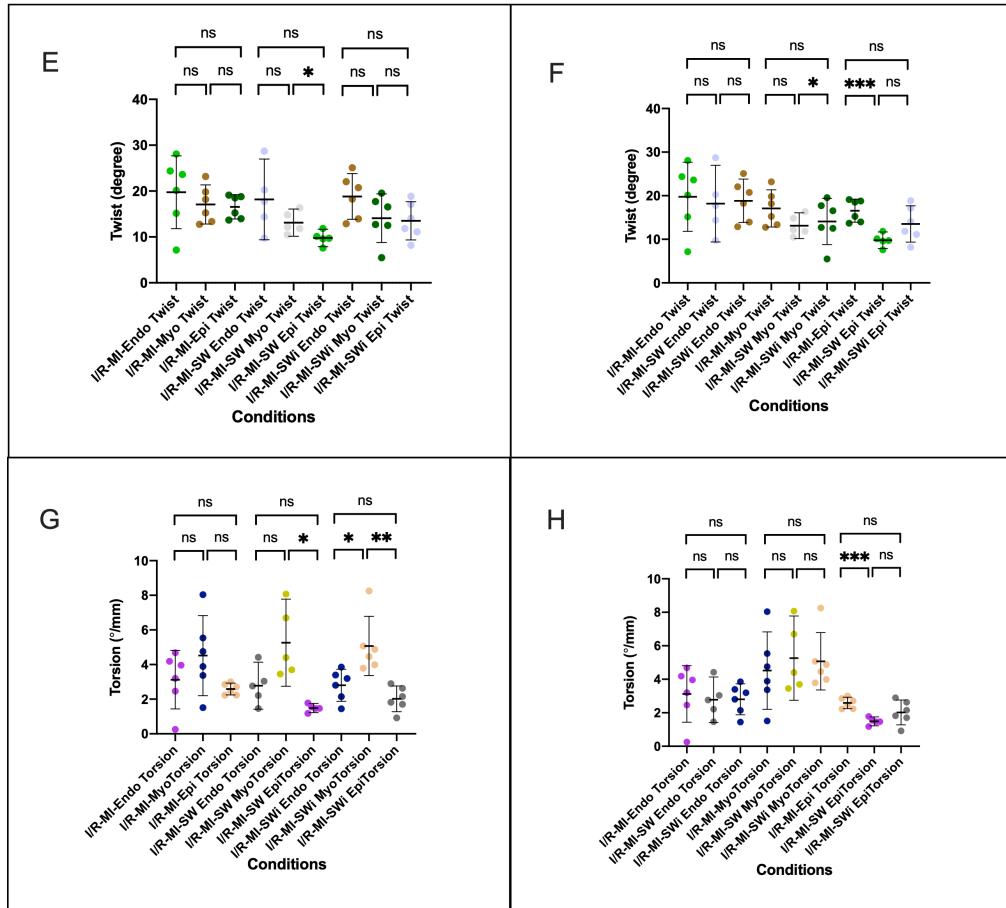 E
ns
ns
ns
ns
ns
ns
*
ns
ns
40
30
20
10
0
Twist (degree)
I/R-MI-Endo Twist
I/R-MI-Myo Twist
I/R-MI-Epi Twist
I/R-MI-SW Endo Twist
I/R-MI-SW Myo Twist
I/R-MI-SW Epi Twist
I/R-MI-SWi Endo Twist
I/R-MI-SWi Myo Twist
I/R-MI-SWi Epi Twist
Conditions
F
ns
ns
ns
ns
ns
ns
*
***
ns
40
30
20
10
0
Twist (degree)
I/R-MI-Endo Twist
I/R-MI-SW Endo Twist
I/R-MI-SWi Endo Twist
I/R-MI-Myo Twist
I/R-MI-SW Myo Twist
I/R-MI-SWi Myo Twist
I/R-MI-Epi Twist
I/R-MI-SW Epi Twist
I/R-MI-SWi Epi Twist
Conditions
G
ns
ns
ns
ns
ns
ns
*
*
**
10
8
6
4
2
0
Torsion (°/mm)
I/R-MI-Endo Torsion
I/R-MI-MyoTorsion
I/R-MI-Epi Torsion
I/R-MI-SW Endo Torsion
I/R-MI-SW MyoTorsion
I/R-MI-SW EpiTorsion
I/R-MI-SWi Endo Torsion
I/R-MI-SWi MyoTorsion
I/R-MI-SWi EpiTorsion
Conditions
H
ns
ns
ns
ns
ns
ns
ns
***
ns
10
8
6
4
2
0
Torsion (°/mm)
I/R-MI-Endo Torsion
I/R-MI-SW Endo Torsion
I/R-MI-SWi Endo Torsion
I/R-MI-MyoTorsion
I/R-MI-SW MyoTorsion
I/R-MI-SWi MyoTorsion
I/R-MI-Epi Torsion
I/R-MI-SW EpiTorsion
I/R-MI-SWi EpiTorsion
Conditions